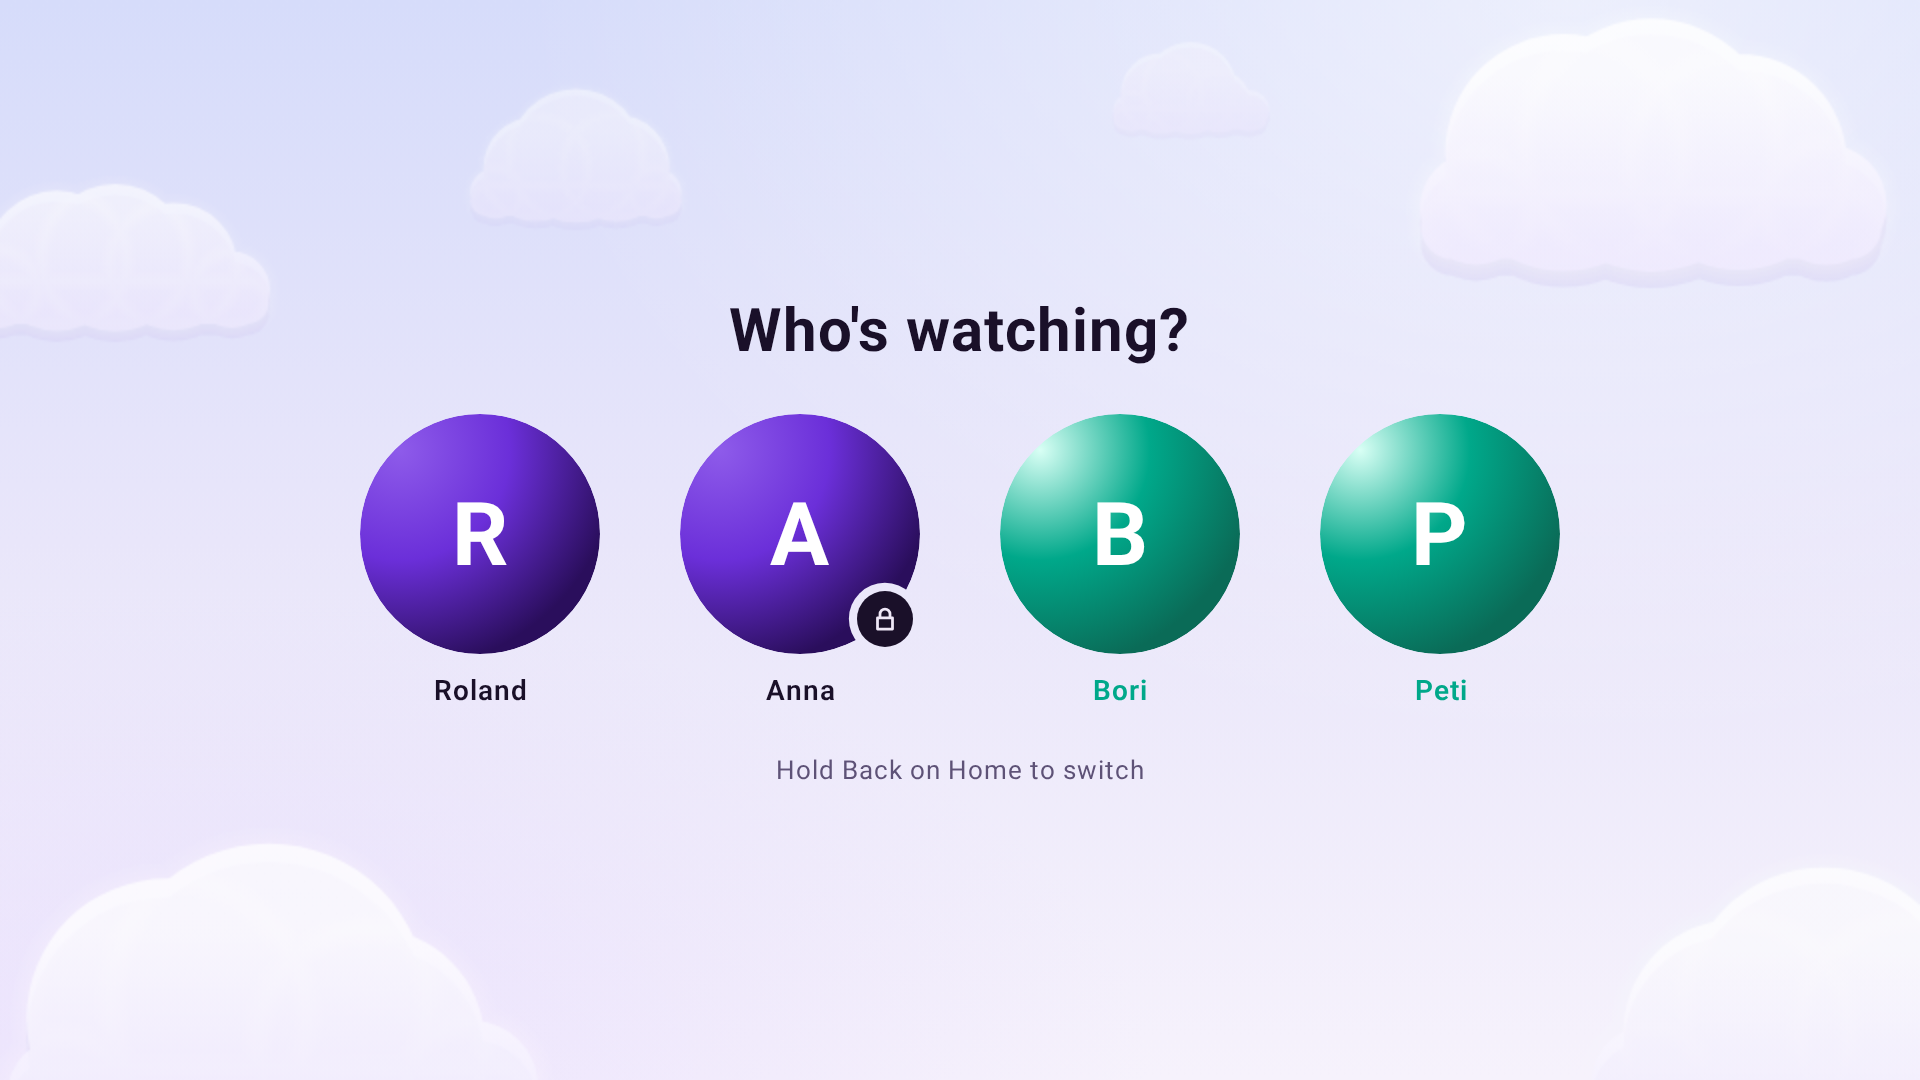 Who's watching?
R
A
B
P
Roland
Anna
Bori
Peti
Hold Back on Home to switch